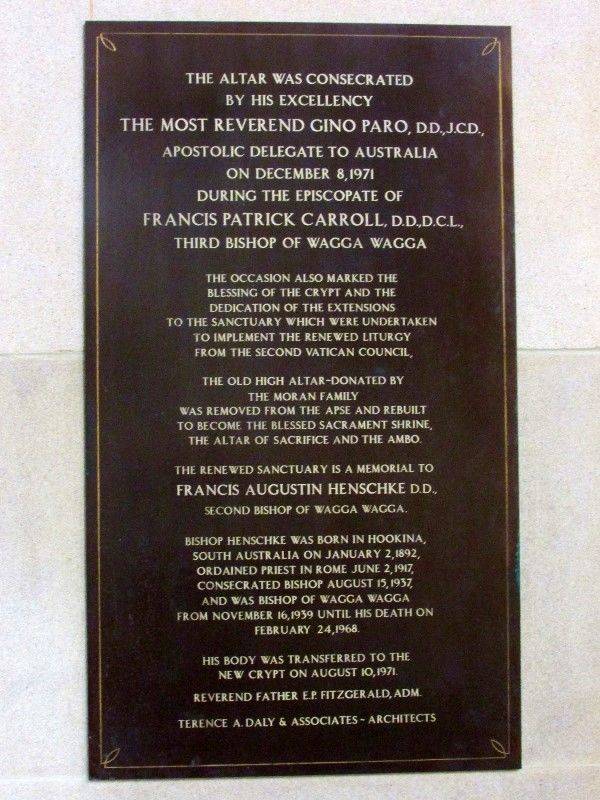 THE ALTAR WAS CONSECRATED
BY HIS EXCELLENCY
THE MOST REVEREND GINO PARO, D.D., J.C.D.,
APOSTOLIC DELEGATE TO AUSTRALIA
ON DECEMBER 8, 1971
DURING THE EPISCOPATE OF
FRANCIS PATRICK CARROLL, D.D., D.C.L.,
THIRD BISHOP OF WAGGA WAGGA
THE OCCASION ALSO MARKED THE
BLESSING OF THE CRYPT AND THE
DEDICATION OF THE EXTENSIONS
TO THE SANCTUARY WHICH WERE UNDERTAKEN
TO IMPLEMENT THE RENEWED LITURGY
FROM THE SECOND VATICAN COUNCIL,
THE OLD HIGH ALTAR-DONATED BY
THE MORAN FAMILY
WAS REMOVED FROM THE APSE AND REBUILT
TO BECOME THE BLESSED SACRAMENT SHRINE,
THE ALTAR OF SACRIFICE AND THE AMBO.
THE RENEWED SANCTUARY IS A MEMORIAL TO
FRANCIS AUGUSTIN HENSCHKE D.D.,
SECOND BISHOP OF WAGGA WAGGA.
BISHOP HENSCHKE WAS BORN IN HOOKINA,
SOUTH AUSTRALIA ON JANUARY 2, 1892,
ORDAINED PRIEST IN ROME JUNE 2, 1917,
CONSECRATED BISHOP AUGUST 15, 1937,
AND WAS BISHOP OF WAGGA WAGGA
FROM NOVEMBER 16, 1939 UNTIL HIS DEATH ON
FEBRUARY 24, 1968.
HIS BODY WAS TRANSFERRED TO THE
NEW CRYPT ON AUGUST 10, 1971.
REVEREND FATHER E.P. FITZGERALD, ADM.
TERENCE A. DALY & ASSOCIATES - ARCHITECTS